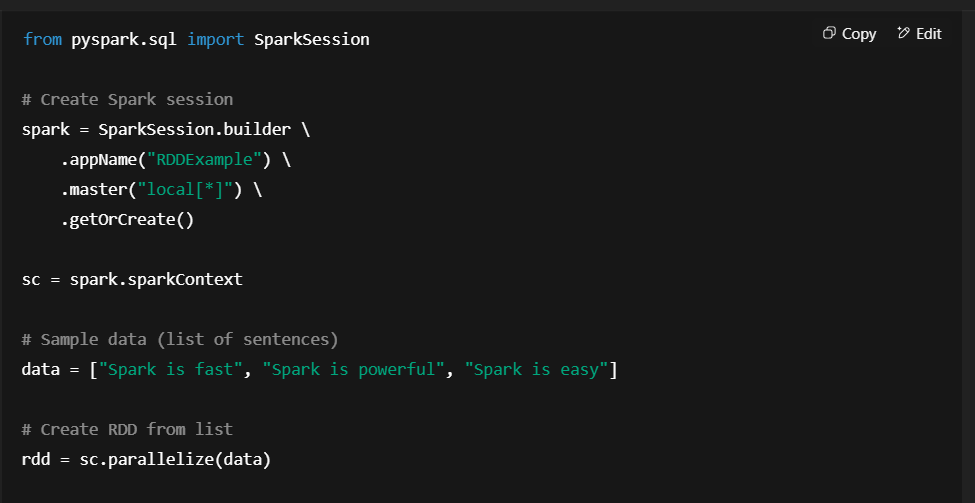 Copy Edit
from pyspark.sql import SparkSession
# Create Spark session
spark = SparkSession.builder \
    .appName("RDDExample") \
    .master("local[*]") \
    .getOrCreate()
sc = spark.sparkContext
# Sample data (list of sentences)
data = ["Spark is fast", "Spark is powerful", "Spark is easy"]
# Create RDD from list
rdd = sc.parallelize(data)